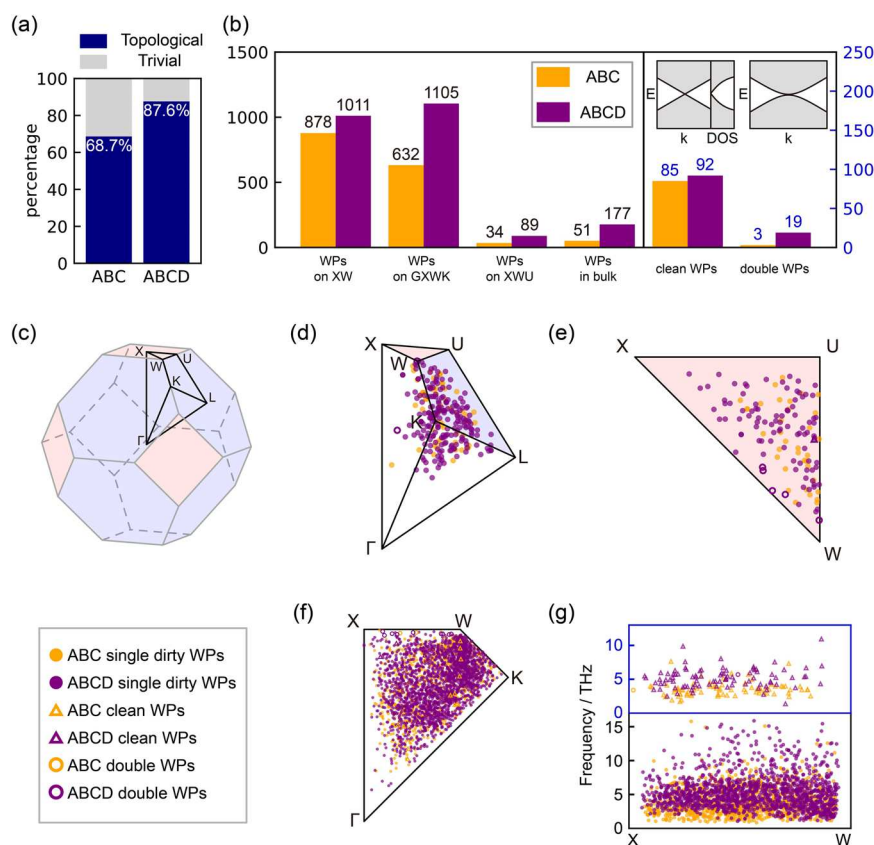 (a)
Topological
Trivial
percentage
100
80
60
40
20
0
68.7%
87.6%
ABC
ABCD
(b)
1500
1000
500
0
ABC
ABCD
878
1011
632
1105
34
89
51
177
85
92
3
19
WPs
on XW
WPs
on GXWK
WPs
on XWU
WPs
in bulk
clean WPs
double WPs
E
k
DOS
E
k
250
200
150
100
50
0
(c)
X
U
W
K
L
Γ
(d)
X
U
W
K
L
Γ
(e)
X
U
W
ABC single dirty WPs
ABCD single dirty WPs
ABC clean WPs
ABCD clean WPs
ABC double WPs
ABCD double WPs
(f)
X
W
K
Γ
(g)
Frequency / THz
10
5
0
15
10
5
0
X
W